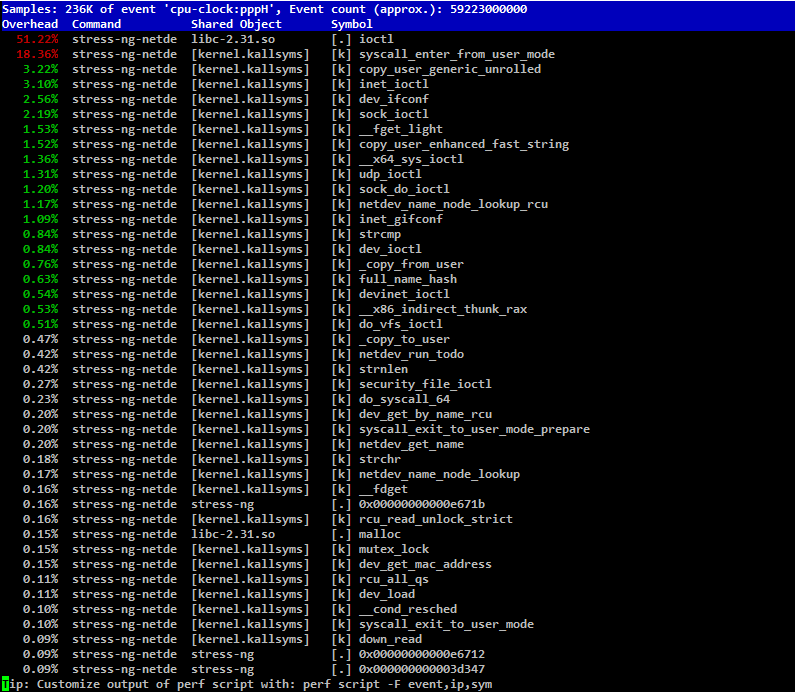 Samples: 236K of event 'cpu-clock:pppH', Event count (approx.): 59223000000
Overhead  Command          Shared Object       Symbol
  51.22%  stress-ng-netde  libc-2.31.so        [.] ioctl
  18.36%  stress-ng-netde  [kernel.kallsyms]   [k] syscall_enter_from_user_mode
   3.22%  stress-ng-netde  [kernel.kallsyms]   [k] copy_user_generic_unrolled
   3.10%  stress-ng-netde  [kernel.kallsyms]   [k] inet_ioctl
   2.56%  stress-ng-netde  [kernel.kallsyms]   [k] dev_ifconf
   2.19%  stress-ng-netde  [kernel.kallsyms]   [k] sock_ioctl
   1.53%  stress-ng-netde  [kernel.kallsyms]   [k] __fget_light
   1.52%  stress-ng-netde  [kernel.kallsyms]   [k] copy_user_enhanced_fast_string
   1.36%  stress-ng-netde  [kernel.kallsyms]   [k] __x64_sys_ioctl
   1.31%  stress-ng-netde  [kernel.kallsyms]   [k] udp_ioctl
   1.20%  stress-ng-netde  [kernel.kallsyms]   [k] sock_do_ioctl
   1.17%  stress-ng-netde  [kernel.kallsyms]   [k] netdev_name_node_lookup_rcu
   1.09%  stress-ng-netde  [kernel.kallsyms]   [k] inet_gifconf
   0.84%  stress-ng-netde  [kernel.kallsyms]   [k] strcmp
   0.84%  stress-ng-netde  [kernel.kallsyms]   [k] dev_ioctl
   0.76%  stress-ng-netde  [kernel.kallsyms]   [k] _copy_from_user
   0.63%  stress-ng-netde  [kernel.kallsyms]   [k] full_name_hash
   0.54%  stress-ng-netde  [kernel.kallsyms]   [k] devinet_ioctl
   0.53%  stress-ng-netde  [kernel.kallsyms]   [k] __x86_indirect_thunk_rax
   0.51%  stress-ng-netde  [kernel.kallsyms]   [k] do_vfs_ioctl
   0.47%  stress-ng-netde  [kernel.kallsyms]   [k] _copy_to_user
   0.42%  stress-ng-netde  [kernel.kallsyms]   [k] netdev_run_todo
   0.42%  stress-ng-netde  [kernel.kallsyms]   [k] strnlen
   0.27%  stress-ng-netde  [kernel.kallsyms]   [k] security_file_ioctl
   0.23%  stress-ng-netde  [kernel.kallsyms]   [k] do_syscall_64
   0.20%  stress-ng-netde  [kernel.kallsyms]   [k] dev_get_by_name_rcu
   0.20%  stress-ng-netde  [kernel.kallsyms]   [k] syscall_exit_to_user_mode_prepare
   0.20%  stress-ng-netde  [kernel.kallsyms]   [k] netdev_get_name
   0.18%  stress-ng-netde  [kernel.kallsyms]   [k] strchr
   0.17%  stress-ng-netde  [kernel.kallsyms]   [k] netdev_name_node_lookup
   0.16%  stress-ng-netde  [kernel.kallsyms]   [k] __fdget
   0.16%  stress-ng-netde  stress-ng           [.] 0x00000000000e671b
   0.16%  stress-ng-netde  [kernel.kallsyms]   [k] rcu_read_unlock_strict
   0.15%  stress-ng-netde  libc-2.31.so        [.] malloc
   0.15%  stress-ng-netde  [kernel.kallsyms]   [k] mutex_lock
   0.15%  stress-ng-netde  [kernel.kallsyms]   [k] dev_get_mac_address
   0.11%  stress-ng-netde  [kernel.kallsyms]   [k] rcu_all_qs
   0.11%  stress-ng-netde  [kernel.kallsyms]   [k] dev_load
   0.10%  stress-ng-netde  [kernel.kallsyms]   [k] __cond_resched
   0.10%  stress-ng-netde  [kernel.kallsyms]   [k] syscall_exit_to_user_mode
   0.09%  stress-ng-netde  [kernel.kallsyms]   [k] down_read
   0.09%  stress-ng-netde  stress-ng           [.] 0x00000000000e6712
   0.09%  stress-ng-netde  stress-ng           [.] 0x000000000003d347
Tip: Customize output of perf script with: perf script -F event,ip,sym